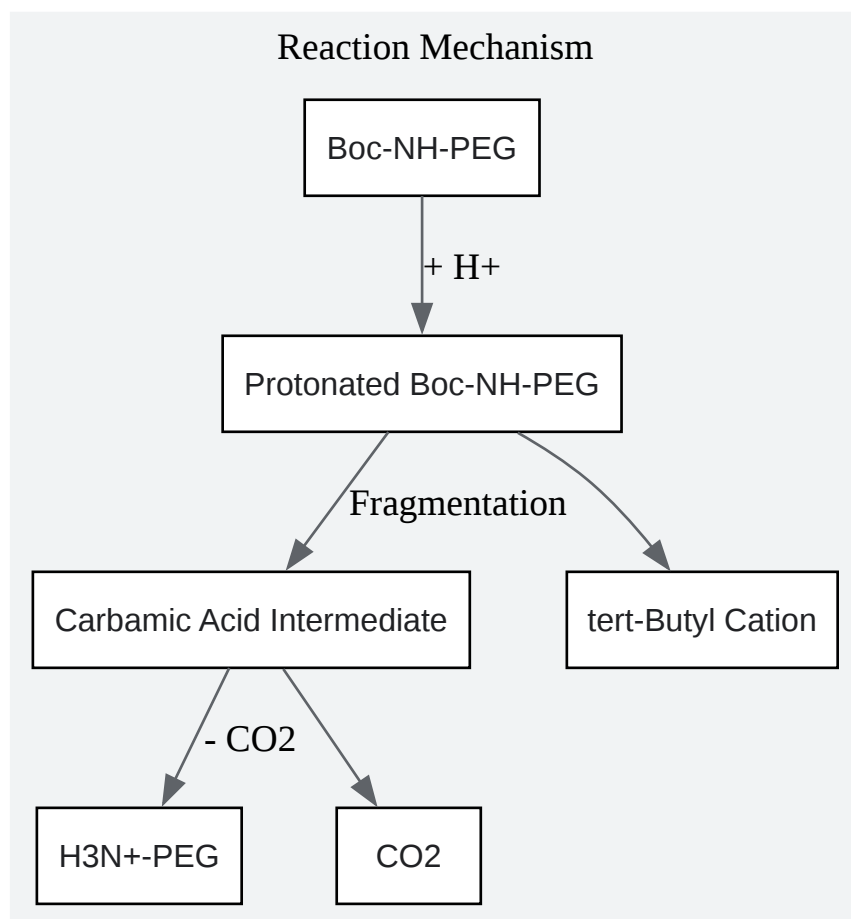 Reaction Mechanism
Boc-NH-PEG
+ H+
Protonated Boc-NH-PEG
Fragmentation
Carbamic Acid Intermediate
tert-Butyl Cation
- CO2
H3N+-PEG
CO2